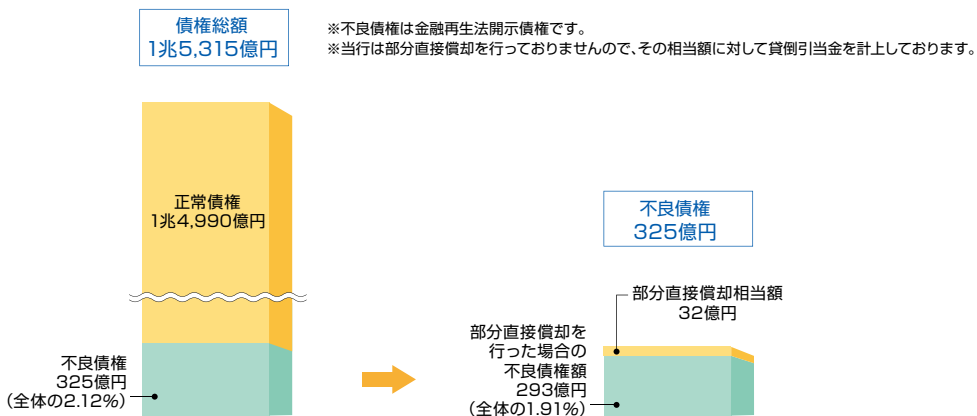 債権総額
1兆5,315億円
※不良債権は金融再生法開示債権です。
※当行は部分直接償却を行っておりませんので、その相当額に対して貸倒引当金を計上しております。
正常債権
1兆4,990億円
不良債権
325億円
(全体の2.12%)
不良債権
325億円
部分直接償却相当額
32億円
部分直接償却を
行った場合の
不良債権額
293億円
(全体の1.91%)